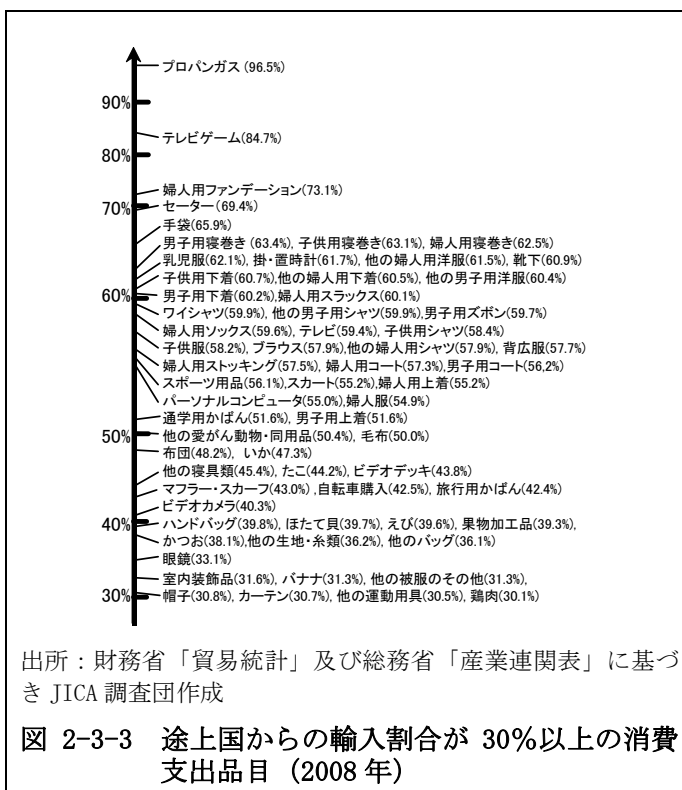 プロパンガス (96.5%)
90%
テレビゲーム(84.7%)
80%
婦人用ファンデーション(73.1%)
70%
セーター(69.4%)
手袋(65.9%)
男子用寝巻き (63.4%), 子供用寝巻き(63.1%), 婦人用寝巻き(62.5%)
乳児服(62.1%), 掛・置時計(61.7%), 他の婦人用洋服(61.5%), 靴下(60.9%)
子供用下着(60.7%),他の婦人用下着(60.5%), 他の男子用洋服(60.4%)
60%
男子用下着(60.2%),婦人用スラックス(60.1%)
ワイシャツ(59.9%), 他の男子用シャツ(59.9%),男子用ズボン(59.7%)
婦人用ソックス(59.6%), テレビ(59.4%), 子供用シャツ(58.4%)
子供服(58.2%), ブラウス(57.9%),他の婦人用シャツ(57.9%), 背広服(57.7%)
婦人用ストッキング(57.5%), 婦人用コート(57.3%),男子用コート(56,2%)
スポーツ用品(56.1%),スカート(55.2%),婦人用上着(55.2%)
パーソナルコンピュータ(55.0%),婦人服(54.9%)
通学用かばん(51.6%), 男子用上着(51.6%)
50%
他の愛がん動物・同用品(50.4%), 毛布(50.0%)
布団(48.2%), いか(47.3%)
他の寝具類(45.4%), たこ(44.2%), ビデオデッキ(43.8%)
マフラー・スカーフ(43.0%) ,自転車購入(42.5%), 旅行用かばん(42.4%)
ビデオカメラ(40.3%)
40%
ハンドバッグ(39.8%), ほたて貝(39.7%), えび(39.6%), 果物加工品(39.3%),
かつお(38.1%),他の生地・糸類(36.2%), 他のバッグ(36.1%)
眼鏡(33.1%)
室内装飾品(31.6%), バナナ(31.3%), 他の被服のその他(31.3%),
30%
帽子(30.8%), カーテン(30.7%), 他の運動用具(30.5%), 鶏肉(30.1%)
出所：財務省「貿易統計」及び総務省「産業連関表」に基づ
き JICA 調査団作成
図 2-3-3 途上国からの輸入割合が 30%以上の消費
支出品目（2008 年）